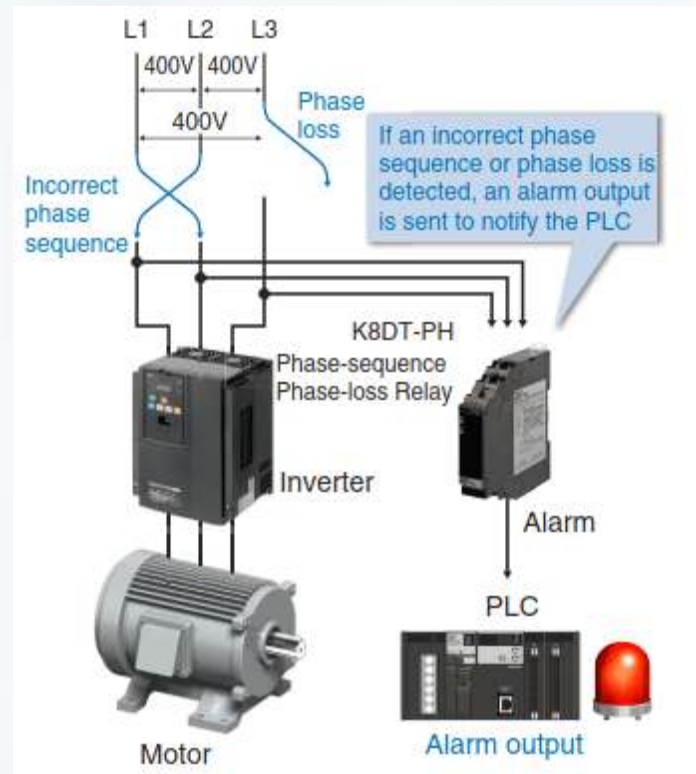 L1 L2 L3
400V 400V
400V
Phase
loss
If an incorrect phase
sequence or phase loss is
detected, an alarm output
is sent to notify the PLC
Incorrect
phase
sequence
K8DT-PH
Phase-sequence
Phase-loss Relay
Inverter
Alarm
PLC
Motor
Alarm output